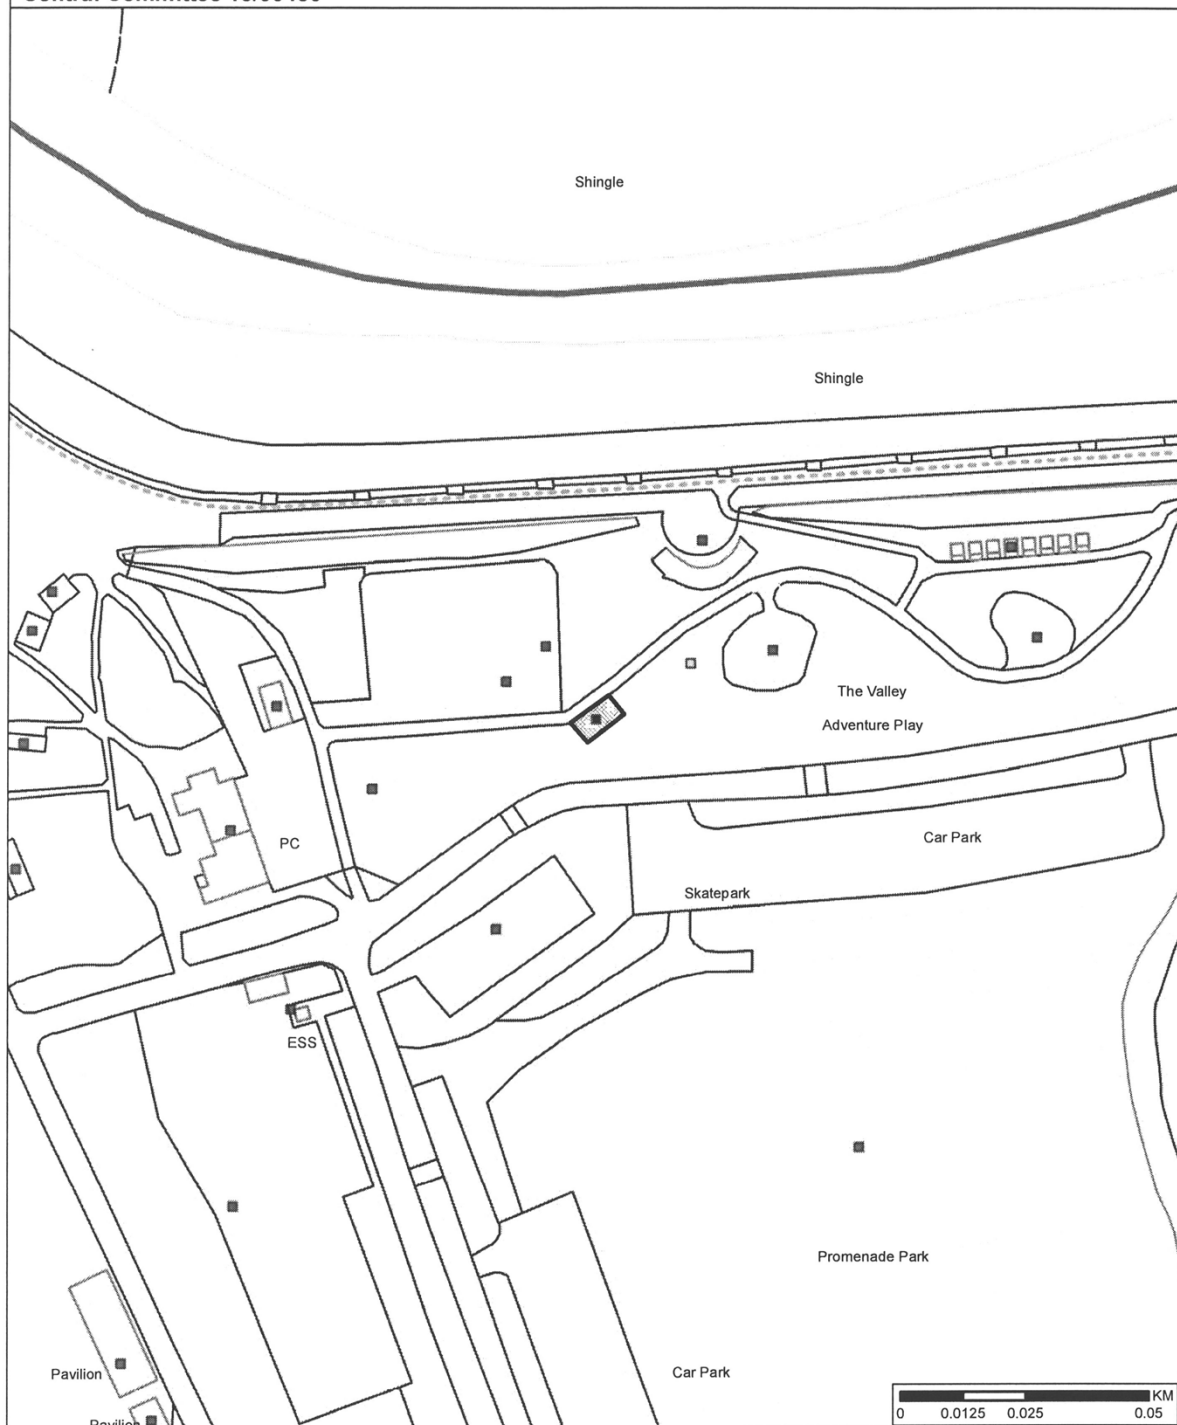 Shingle
Shingle
The Valley
Adventure Play
Car Park
PC
Skatepark
ESS
Promenade Park
Pavilion
Car Park
Pavilion
KM
0 0.0125 0.025 0.05